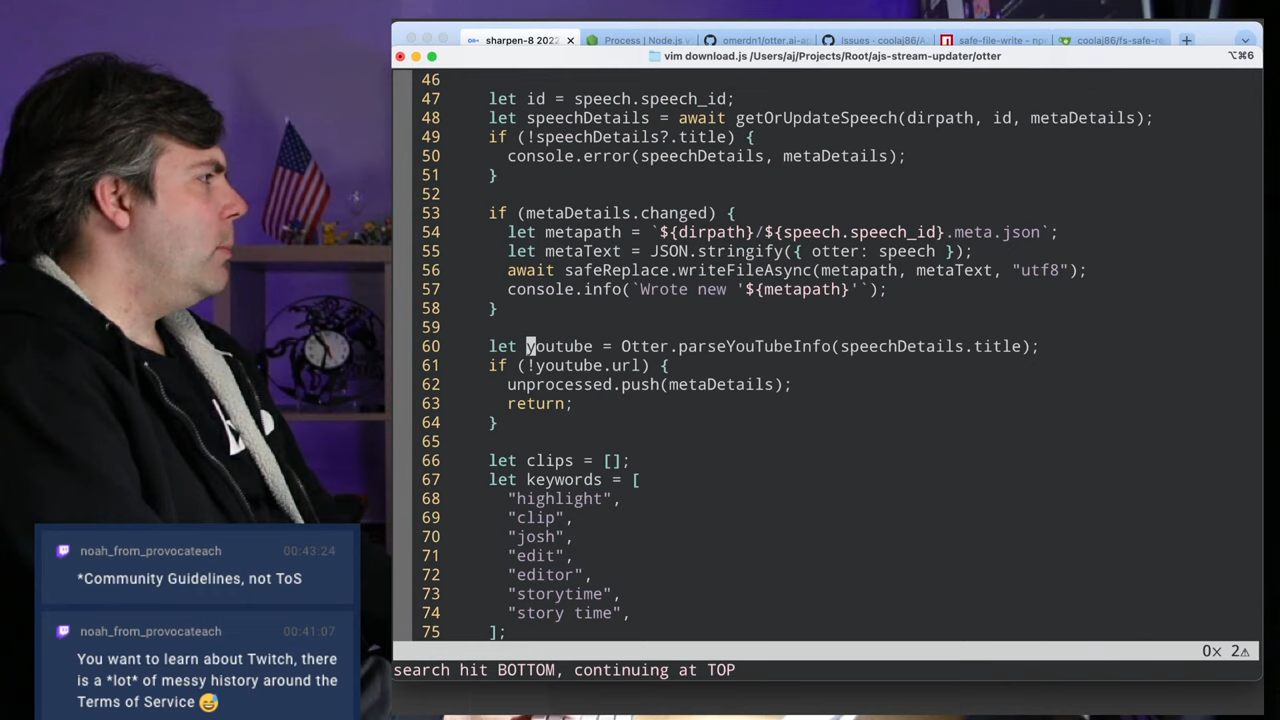 sharpen-8 2022
Process | Node.js v
omerdn1/otter.ai-ap
Issues · coolaj86/A
safe-file-write - npm
coolaj86/fs-safe-re
vim download.js /Users/aj/Projects/Root/ajs-stream-updater/otter
⌥⌘6
46
47 let id = speech.speech_id;
48 let speechDetails = await getOrUpdateSpeech(dirpath, id, metaDetails);
49 if (!speechDetails?.title) {
50 console.error(speechDetails, metaDetails);
51 }
52
53 if (metaDetails.changed) {
54 let metapath = `${dirpath}/${speech.speech_id}.meta.json`;
55 let metaText = JSON.stringify({ otter: speech });
56 await safeReplace.writeFileAsync(metapath, metaText, "utf8");
57 console.info(`Wrote new '${metapath}'`);
58 }
59
60 let youtube = Otter.parseYouTubeInfo(speechDetails.title);
61 if (!youtube.url) {
62 unprocessed.push(metaDetails);
63 return;
64 }
65
66 let clips = [];
67 let keywords = [
68 "highlight",
69 "clip",
70 "josh",
71 "edit",
72 "editor",
73 "storytime",
74 "story time",
75 ];
0× 2⚠
search hit BOTTOM, continuing at TOP
noah_from_provocateach 00:43:24
*Community Guidelines, not ToS
noah_from_provocateach 00:41:07
You want to learn about Twitch, there
is a *lot* of messy history around the
Terms of Service 😅